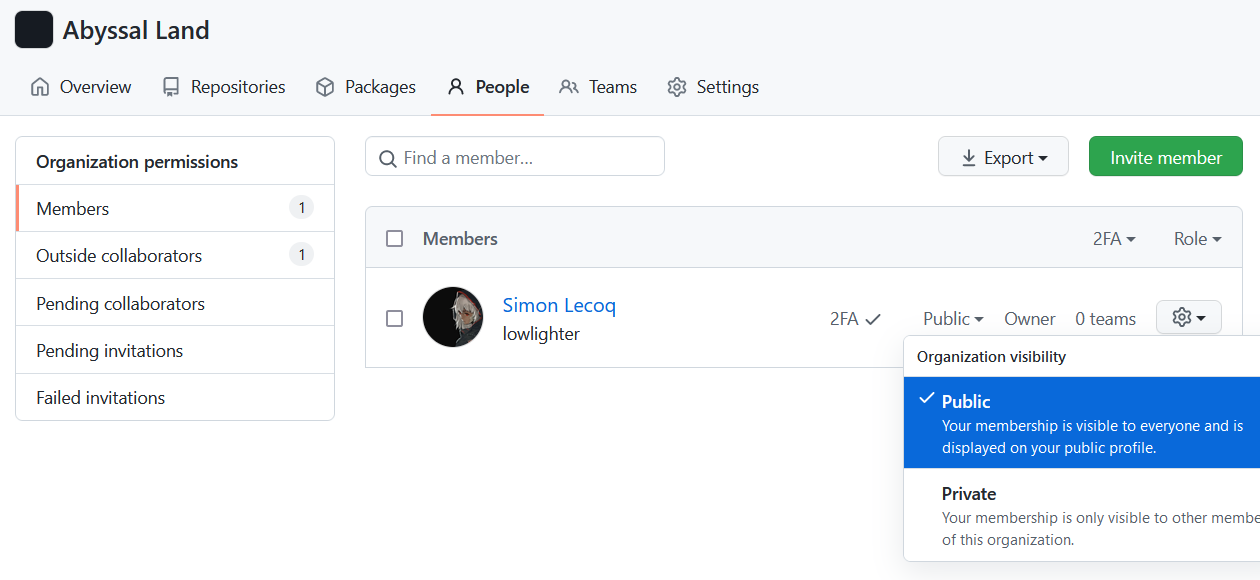 Abyssal Land
Overview
Repositories
Packages
People
Teams
Settings
Organization permissions
Members 1
Outside collaborators 1
Pending collaborators
Pending invitations
Failed invitations
Find a member...
Export
Invite member
Members
2FA
Role
Simon Lecoq
lowlighter
2FA
Public
Owner
0 teams
Organization visibility
Public
Your membership is visible to everyone and is
displayed on your public profile.
Private
Your membership is only visible to other membe
of this organization.